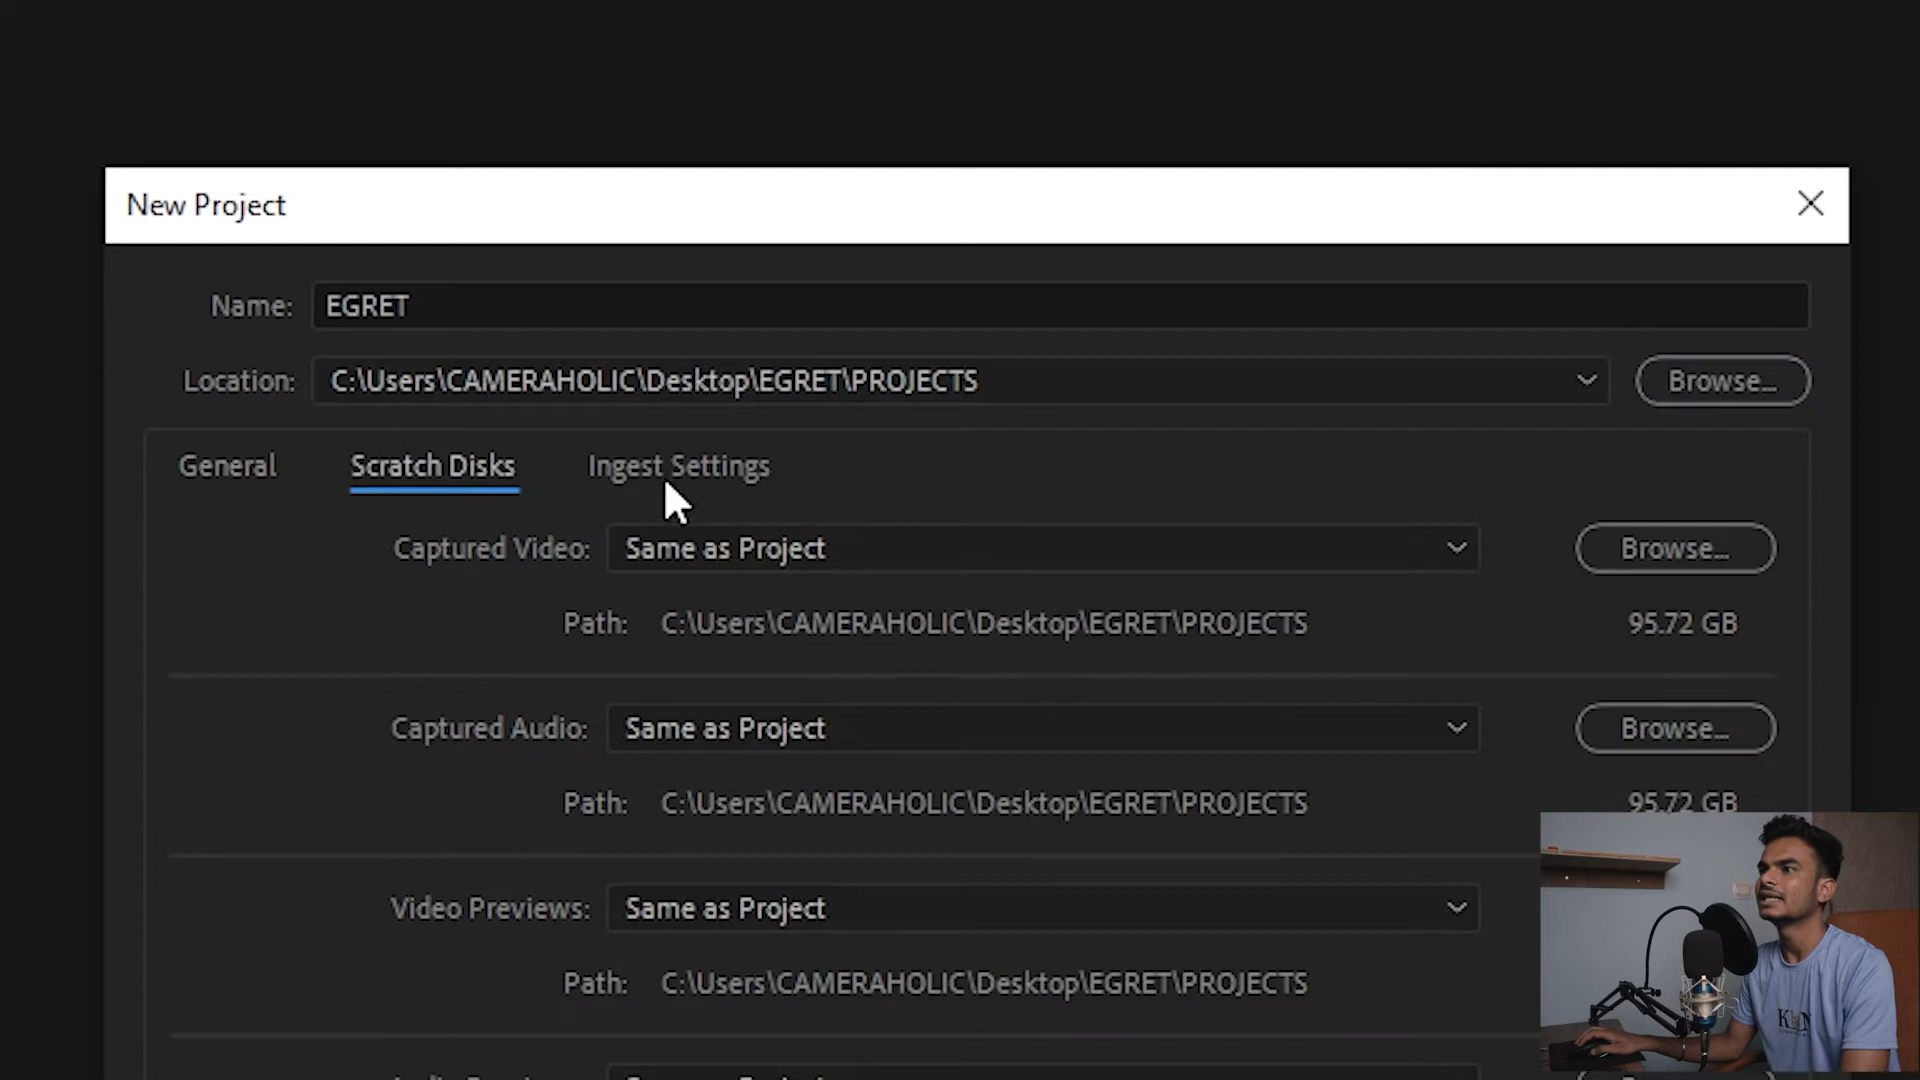 New Project
Name: EGRET
Location: C:\Users\CAMERAHOLIC\Desktop\EGRET\PROJECTS Browse...
General Scratch Disks Ingest Settings
Captured Video: Same as Project Browse...
Path: C:\Users\CAMERAHOLIC\Desktop\EGRET\PROJECTS 95.72 GB
Captured Audio: Same as Project Browse...
Path: C:\Users\CAMERAHOLIC\Desktop\EGRET\PROJECTS 95.72 GB
Video Previews: Same as Project
Path: C:\Users\CAMERAHOLIC\Desktop\EGRET\PROJECTS